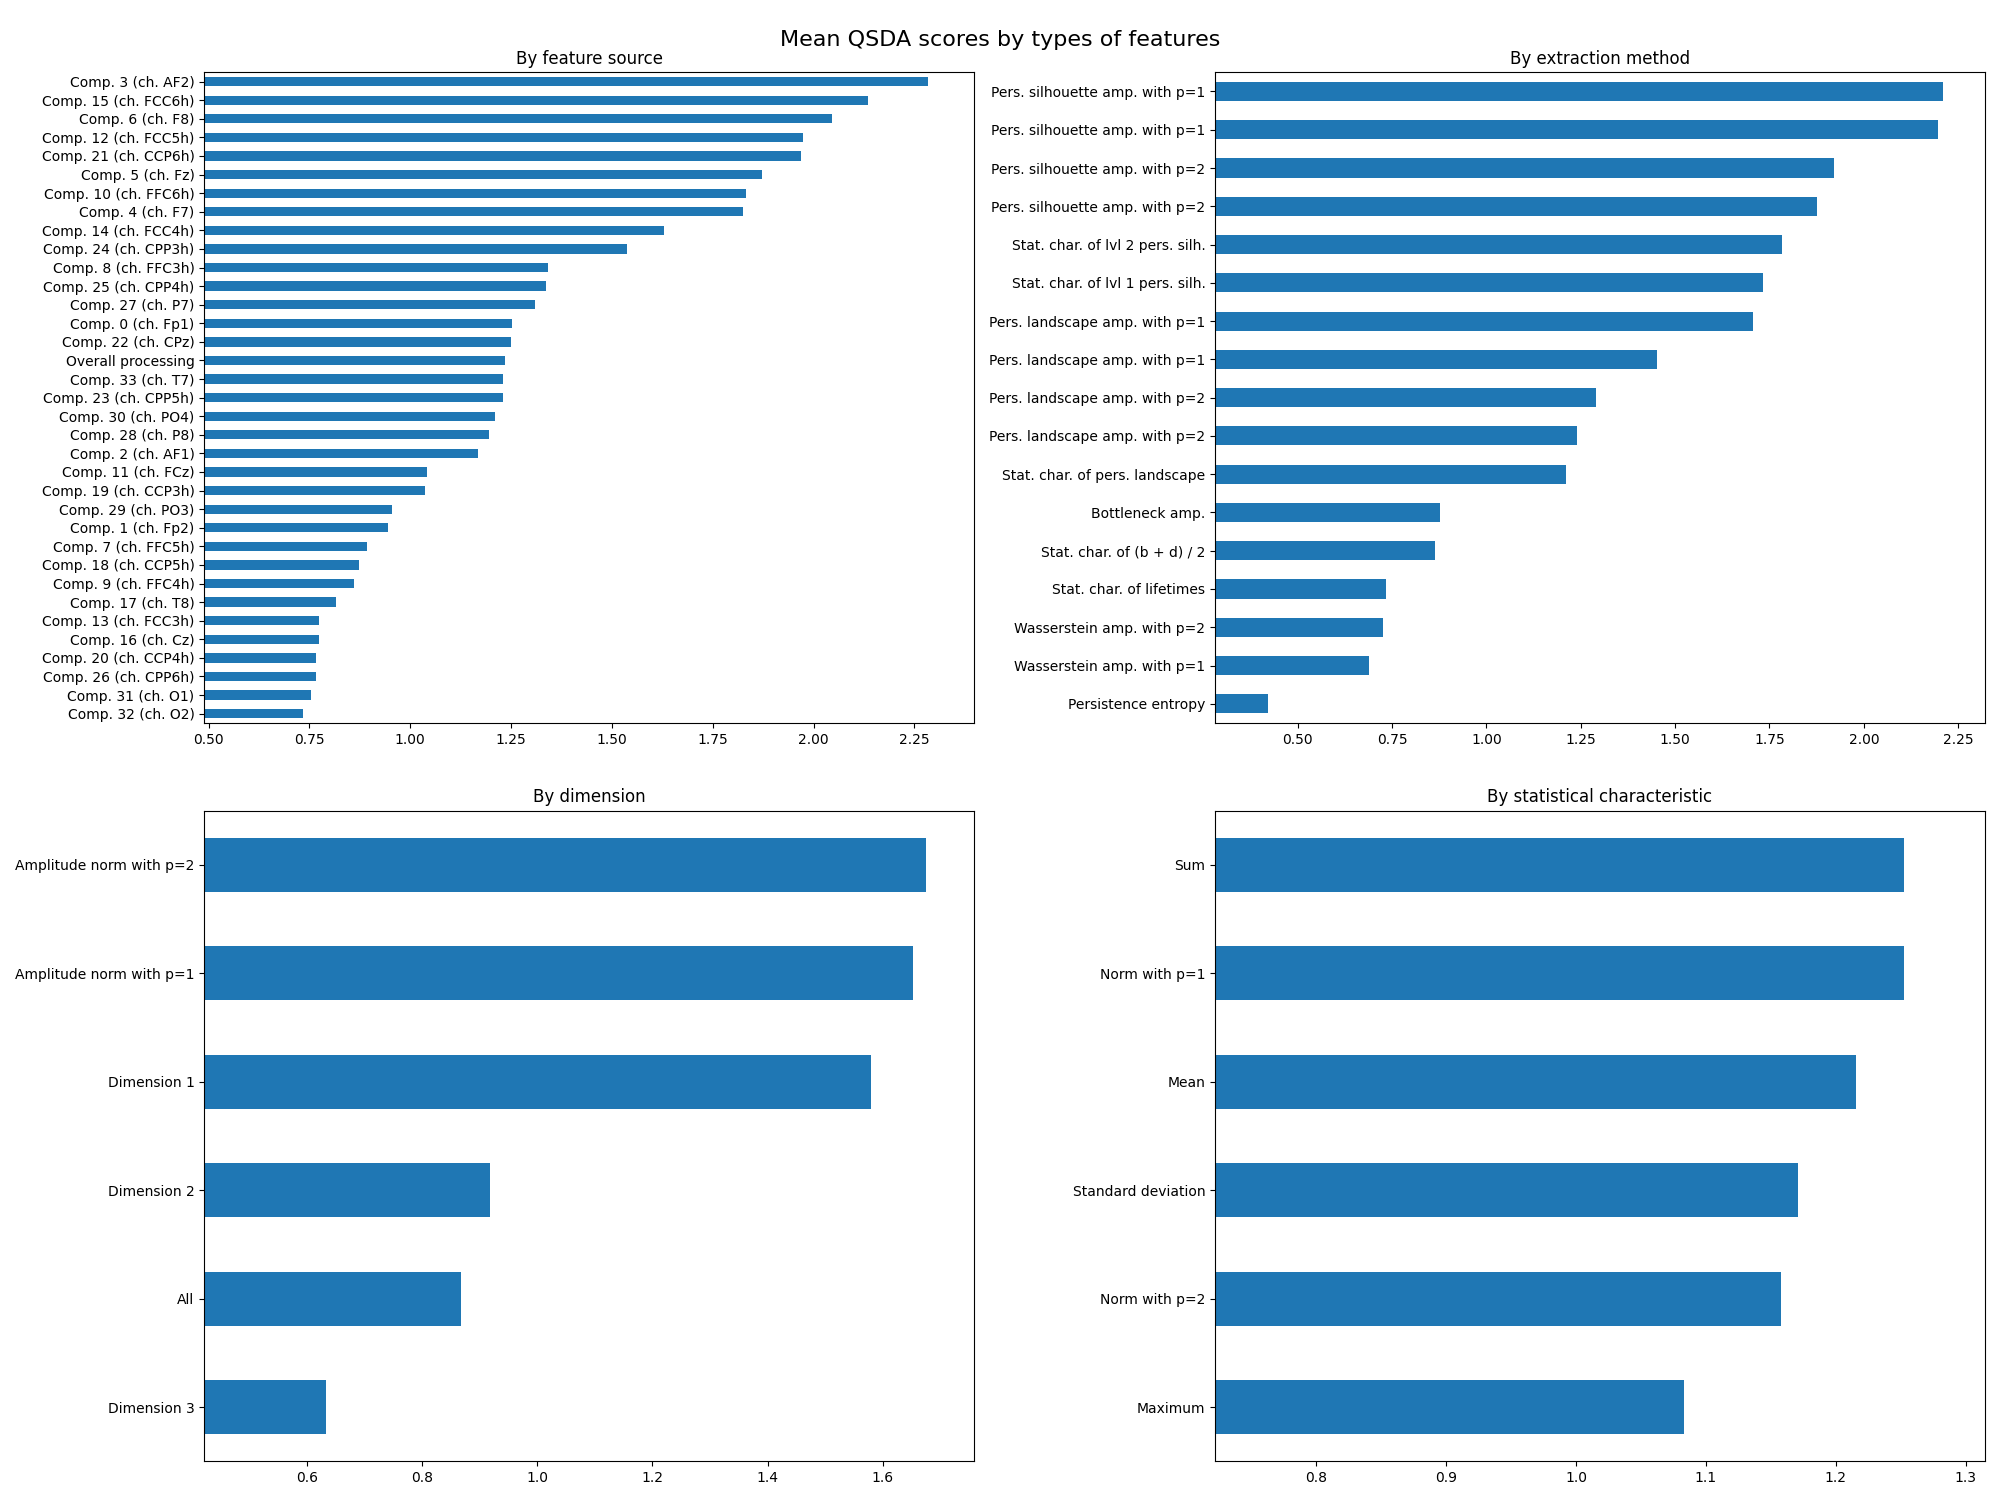 Mean QSDA scores by types of features
By feature source
Comp. 3 (ch. AF2)
Comp. 15 (ch. FCC6h)
Comp. 6 (ch. F8)
Comp. 12 (ch. FCC5h)
Comp. 21 (ch. CCP6h)
Comp. 5 (ch. Fz)
Comp. 10 (ch. FFC6h)
Comp. 4 (ch. F7)
Comp. 14 (ch. FCC4h)
Comp. 24 (ch. CPP3h)
Comp. 8 (ch. FFC3h)
Comp. 25 (ch. CPP4h)
Comp. 27 (ch. P7)
Comp. 0 (ch. Fp1)
Comp. 22 (ch. CPz)
Overall processing
Comp. 33 (ch. T7)
Comp. 23 (ch. CPP5h)
Comp. 30 (ch. PO4)
Comp. 28 (ch. P8)
Comp. 2 (ch. AF1)
Comp. 11 (ch. FCz)
Comp. 19 (ch. CCP3h)
Comp. 29 (ch. PO3)
Comp. 1 (ch. Fp2)
Comp. 7 (ch. FFC5h)
Comp. 18 (ch. CCP5h)
Comp. 9 (ch. FFC4h)
Comp. 17 (ch. T8)
Comp. 13 (ch. FCC3h)
Comp. 16 (ch. Cz)
Comp. 20 (ch. CCP4h)
Comp. 26 (ch. CPP6h)
Comp. 31 (ch. O1)
Comp. 32 (ch. O2)
0.50 0.75 1.00 1.25 1.50 1.75 2.00 2.25
By extraction method
Pers. silhouette amp. with p=1
Pers. silhouette amp. with p=1
Pers. silhouette amp. with p=2
Pers. silhouette amp. with p=2
Stat. char. of lvl 2 pers. silh.
Stat. char. of lvl 1 pers. silh.
Pers. landscape amp. with p=1
Pers. landscape amp. with p=1
Pers. landscape amp. with p=2
Pers. landscape amp. with p=2
Stat. char. of pers. landscape
Bottleneck amp.
Stat. char. of (b + d) / 2
Stat. char. of lifetimes
Wasserstein amp. with p=2
Wasserstein amp. with p=1
Persistence entropy
0.50 0.75 1.00 1.25 1.50 1.75 2.00 2.25
By dimension
Amplitude norm with p=2
Amplitude norm with p=1
Dimension 1
Dimension 2
All
Dimension 3
0.6 0.8 1.0 1.2 1.4 1.6
By statistical characteristic
Sum
Norm with p=1
Mean
Standard deviation
Norm with p=2
Maximum
0.8 0.9 1.0 1.1 1.2 1.3